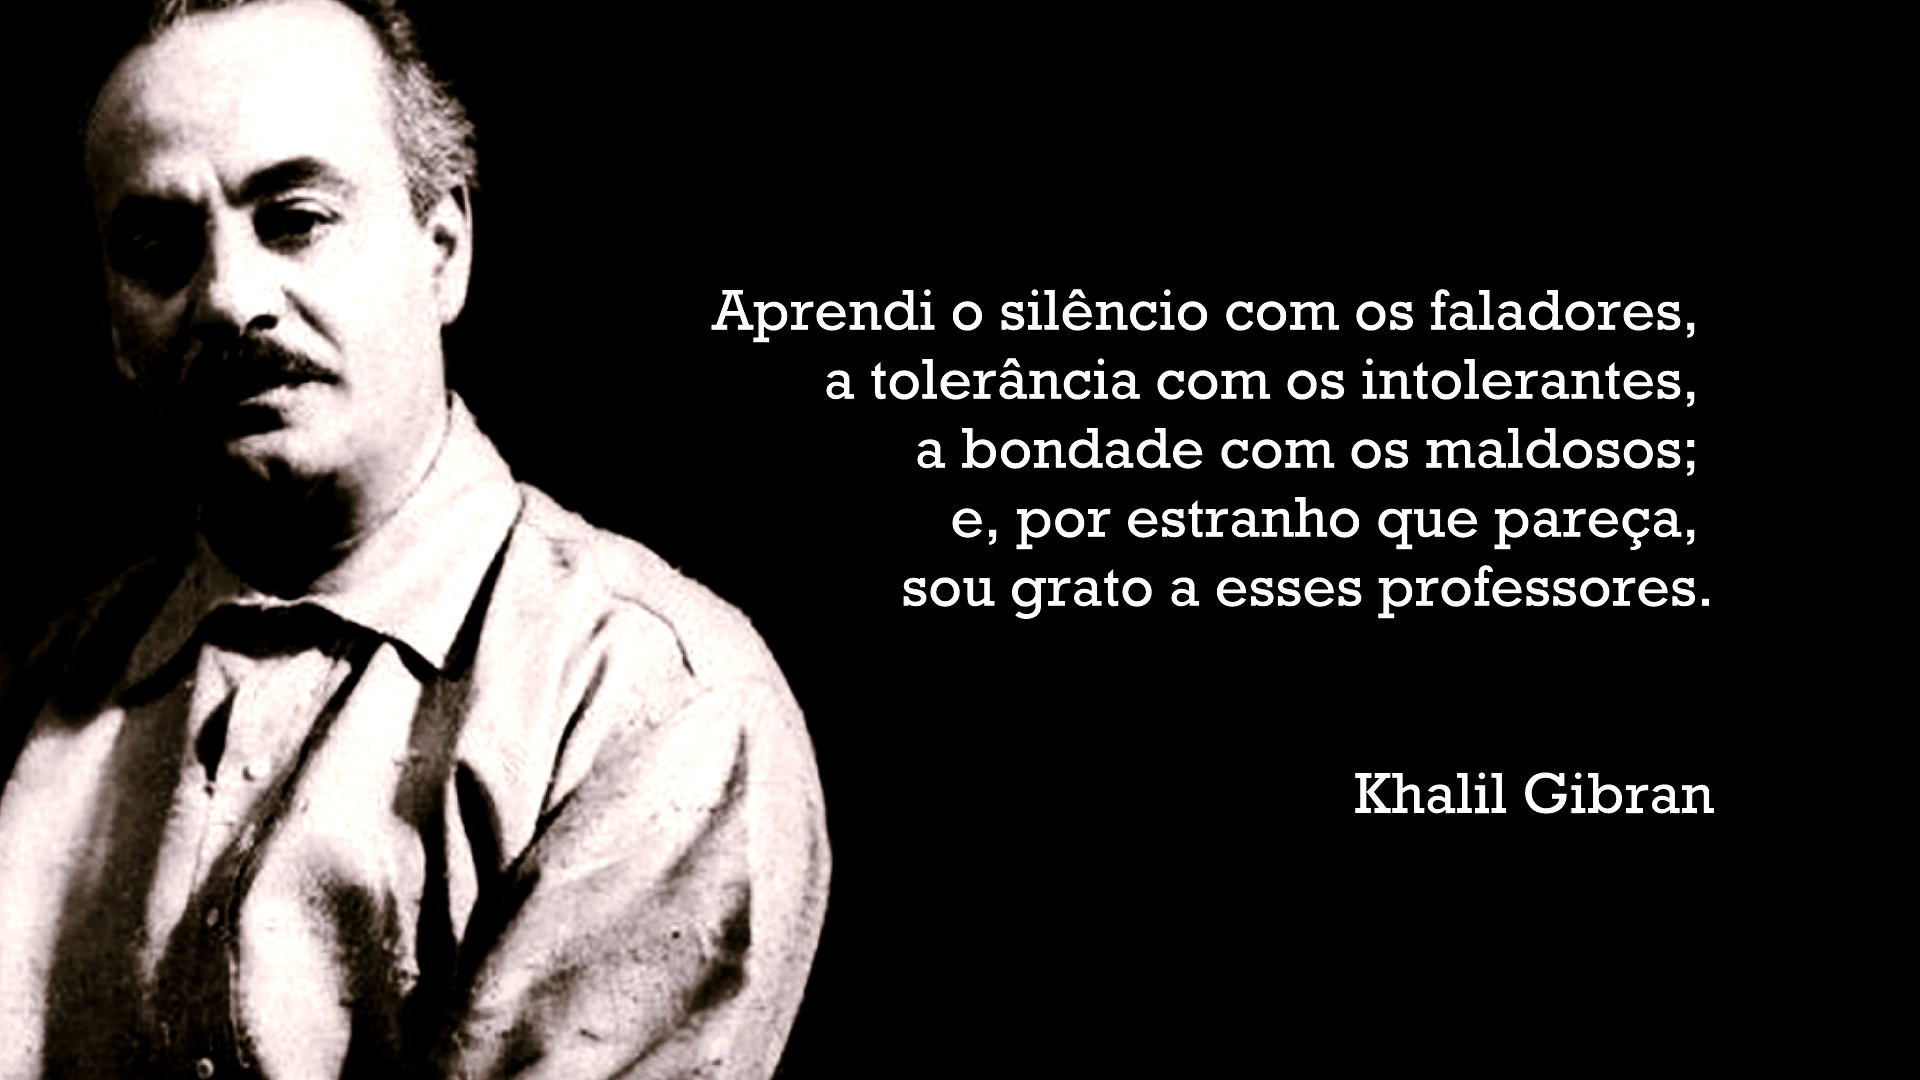 Aprendi o silêncio com os faladores,
a tolerância com os intolerantes,
a bondade com os maldosos;
e, por estranho que pareça,
sou grato a esses professores.
Khalil Gibran